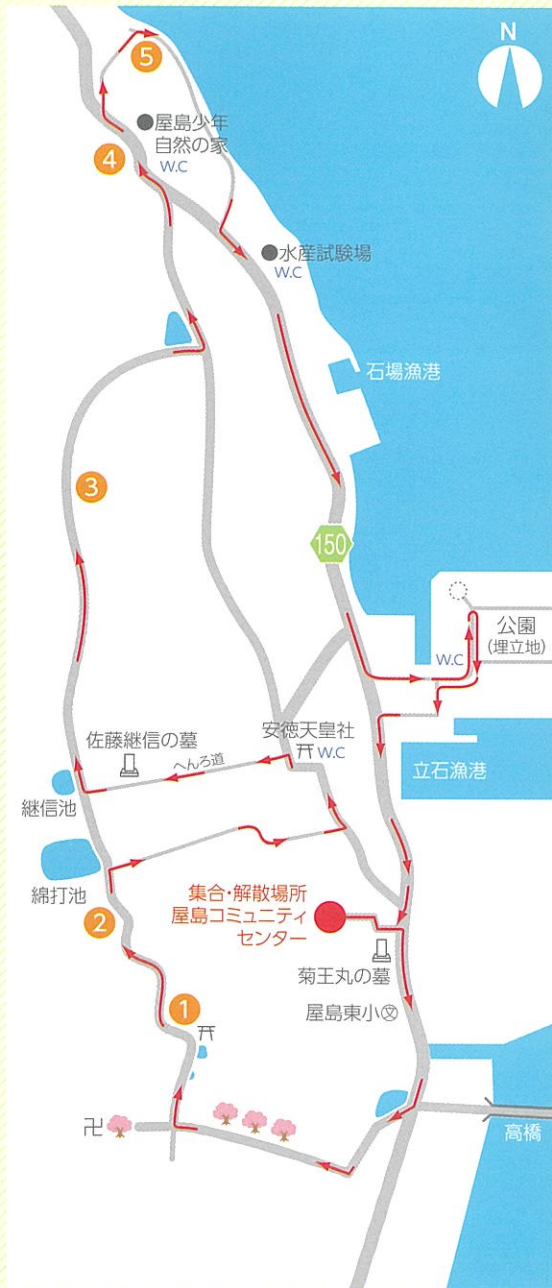 N
5
屋島少年
自然の家
W.C
4
水産試験場
W.C
石場漁港
3
150
公園
(埋立地)
W.C
安徳天皇社
W.C
佐藤継信の墓
へんろ道
立石漁港
継信池
綿打池
集合・解散場所
屋島コミュニティ
センター
2
菊王丸の墓
1
屋島東小文
卍
高橋